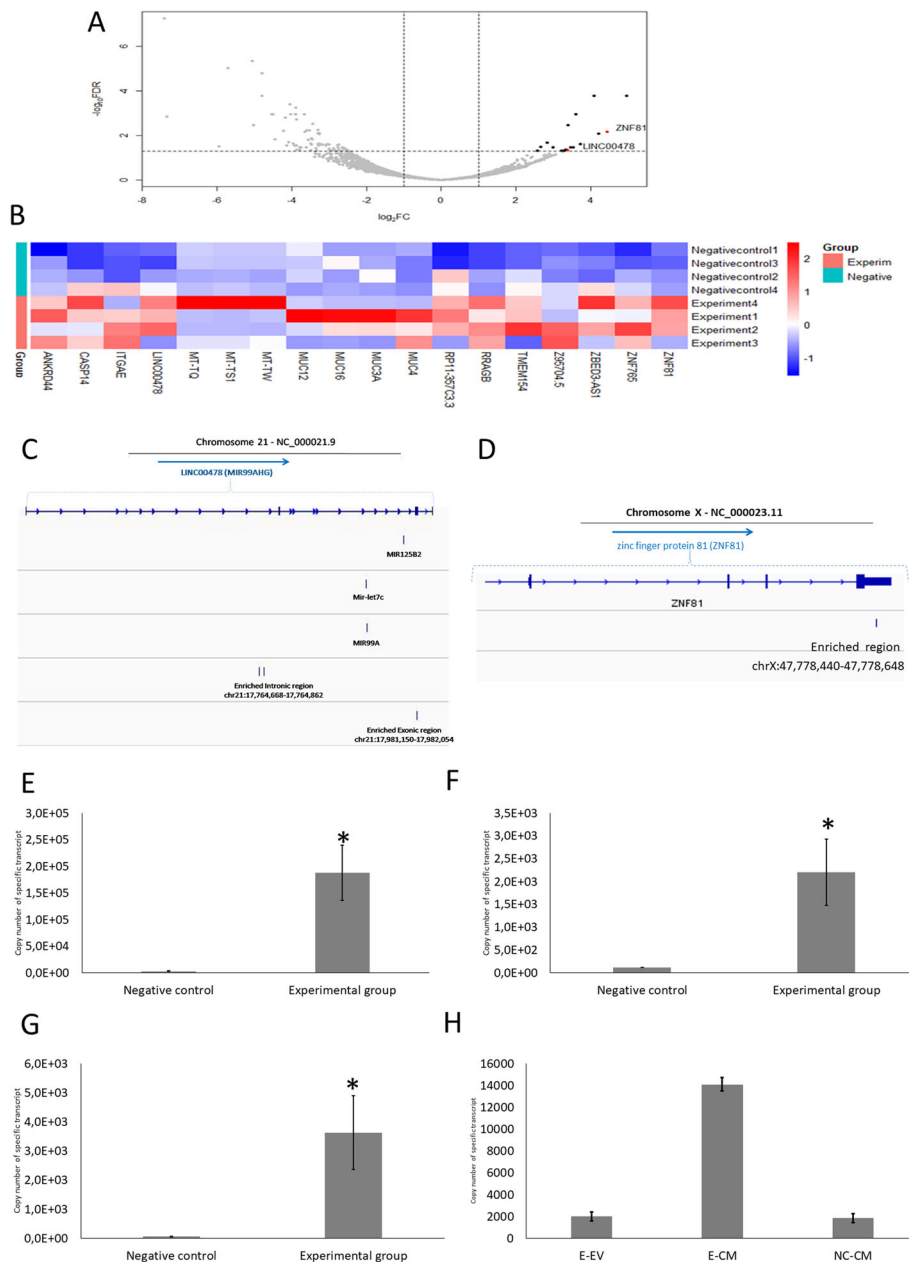 A
-log10FDR
6
4
2
0
ZNF81
LINC00478
-8
-6
-4
-2
0
2
4
log2FC
B
Negativecontrol1
Negativecontrol3
Negativecontrol2
Negativecontrol4
Experiment4
Experiment1
Experiment2
Experiment3
2
1
0
-1
Group
Experim
Negative
Group
ANKRD44
CASP14
ITGAE
LINC00478
MT-TQ
MT-TS1
MT-TW
MUC12
MUC16
MUC3A
MUC4
RP11-357C3.3
RRAGB
TMEM154
Z95704.5
ZBED3-AS1
ZNF765
ZNF81
C
Chromosome 21 - NC_000021.9
LINC00478 (MIR99AHG)
MIR125B2
Mir-let7c
MIR99A
Enriched Intronic region
chr21:17,764,668-17,764,862
Enriched Exonic region
chr21:17,981,150-17,982,054
D
Chromosome X - NC_000023.11
zinc finger protein 81 (ZNF81)
ZNF81
Enriched region
chrX:47,778,440-47,778,648
E
Copy number of specific transcript
3,0E+05
2,5E+05
2,0E+05
1,5E+05
1,0E+05
5,0E+04
0,0E+00
*
Negative control
Experimental group
F
Copy number of specific transcript
3,5E+03
3,0E+03
2,5E+03
2,0E+03
1,5E+03
1,0E+03
5,0E+02
0,0E+00
*
Negative control
Experimental group
G
Copy number of specific transcript
6,0E+03
5,0E+03
4,0E+03
3,0E+03
2,0E+03
1,0E+03
0,0E+00
*
Negative control
Experimental group
H
Copy number of specific transcript
16000
14000
12000
10000
8000
6000
4000
2000
0
E-EV
E-CM
NC-CM